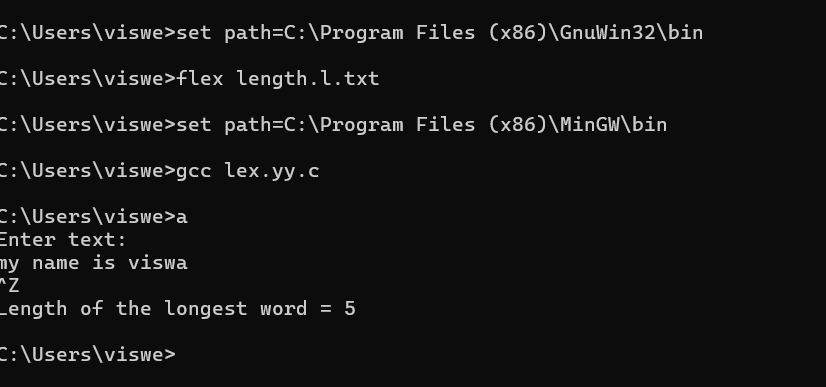 C:\Users\viswe>set path=C:\Program Files (x86)\GnuWin32\bin
C:\Users\viswe>flex length.l.txt
C:\Users\viswe>set path=C:\Program Files (x86)\MinGW\bin
C:\Users\viswe>gcc lex.yy.c
C:\Users\viswe>a
Enter text:
my name is viswa
^Z
Length of the longest word = 5
C:\Users\viswe>